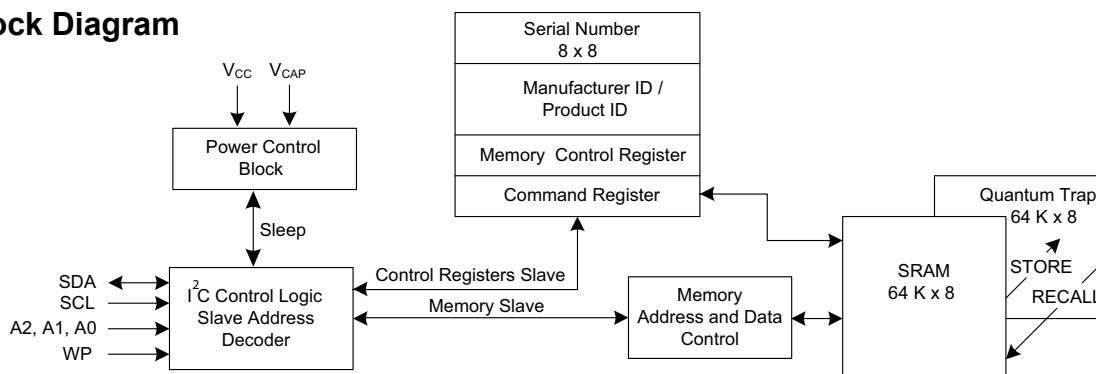 ock Diagram
Serial Number
8 x 8
Manufacturer ID /
Product ID
Memory Control Register
Command Register
VCC VCAP
Power Control
Block
Sleep
Quantum Trap
64 K x 8
SDA
SCL
A2, A1, A0
WP
I2C Control Logic
Slave Address
Decoder
Control Registers Slave
Memory Slave
Memory
Address and Data
Control
SRAM
64 K x 8
STORE
RECALL